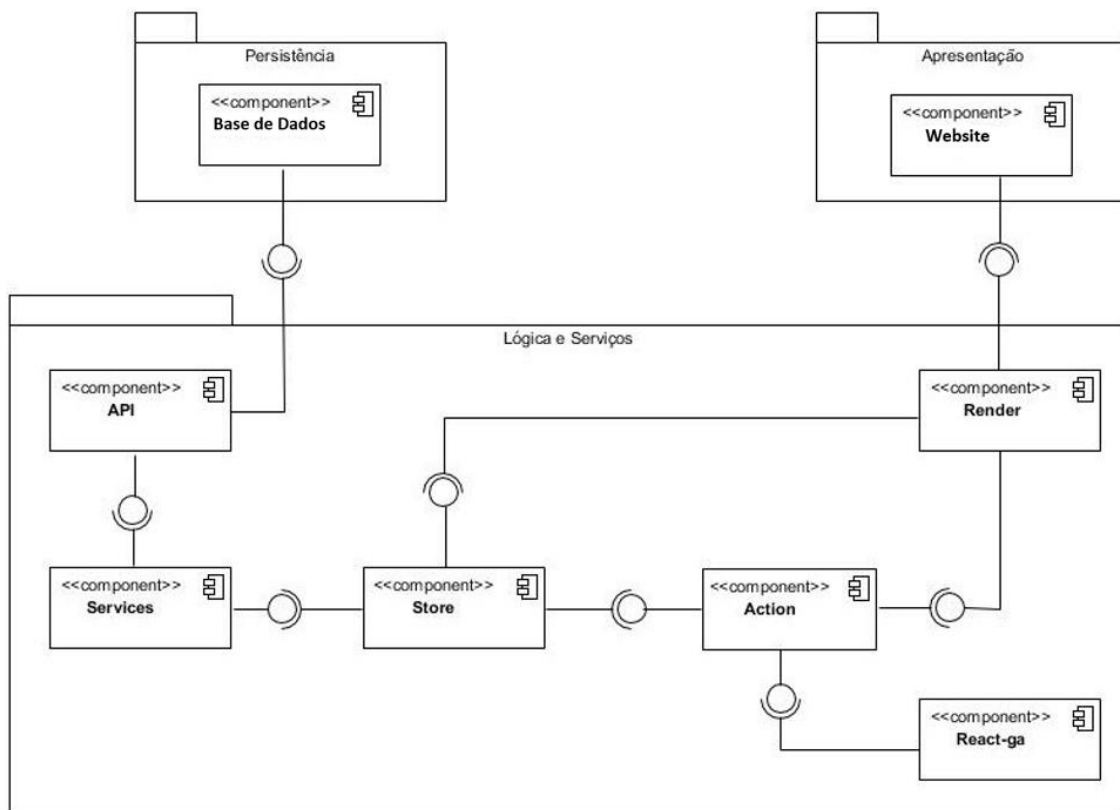 Persistência
<<component>>
Base de Dados
Apresentação
<<component>>
Website
Lógica e Serviços
<<component>>
API
<<component>>
Render
<<component>>
Services
<<component>>
Store
<<component>>
Action
<<component>>
React-ga